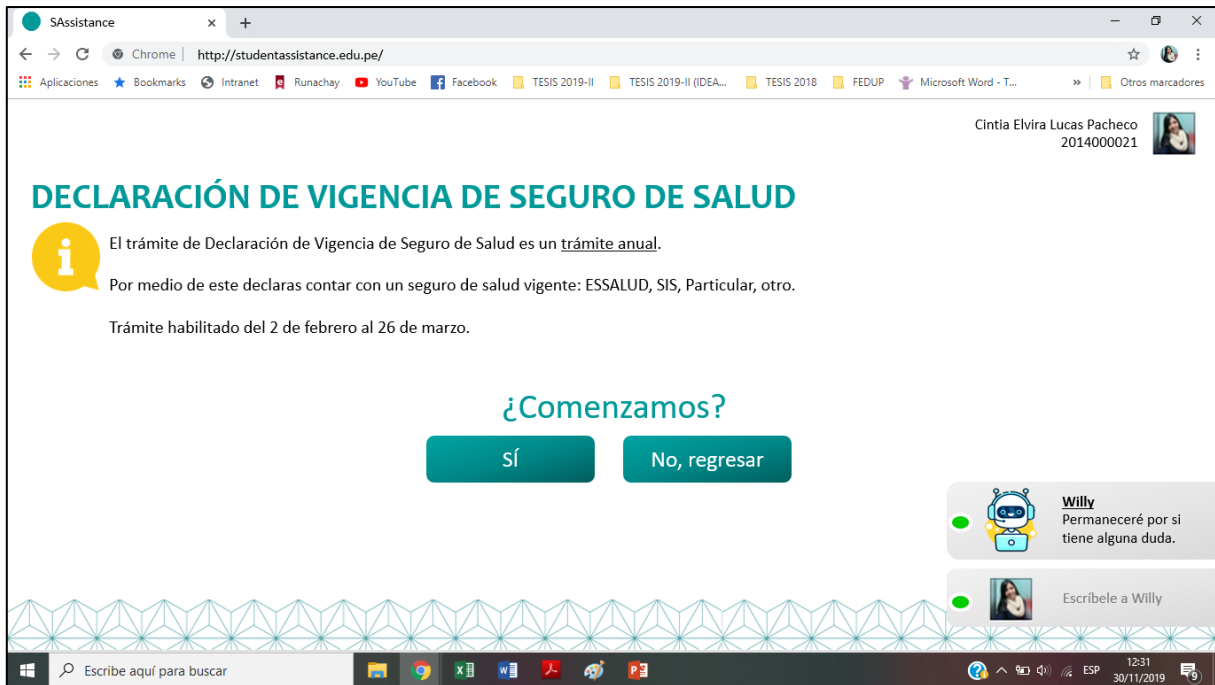 SAssistance
Chrome
http://studentassistance.edu.pe/
Aplicaciones
Bookmarks
Intranet
Runachay
YouTube
Facebook
TESIS 2019-II
TESIS 2019-II (IDEA...
TESIS 2018
FEDUP
Microsoft Word - T...
»
Otros marcadores
Cintia Elvira Lucas Pacheco
2014000021
DECLARACIÓN DE VIGENCIA DE SEGURO DE SALUD
El trámite de Declaración de Vigencia de Seguro de Salud es un trámite anual.
Por medio de este declaras contar con un seguro de salud vigente: ESSALUD, SIS, Particular, otro.
Trámite habilitado del 2 de febrero al 26 de marzo.
¿Comenzamos?
SÍ
No, regresar
Willy
Permaneceré por si
tiene alguna duda.
Escríbele a Willy
Escribe aquí para buscar
ESP
12:31
30/11/2019
9